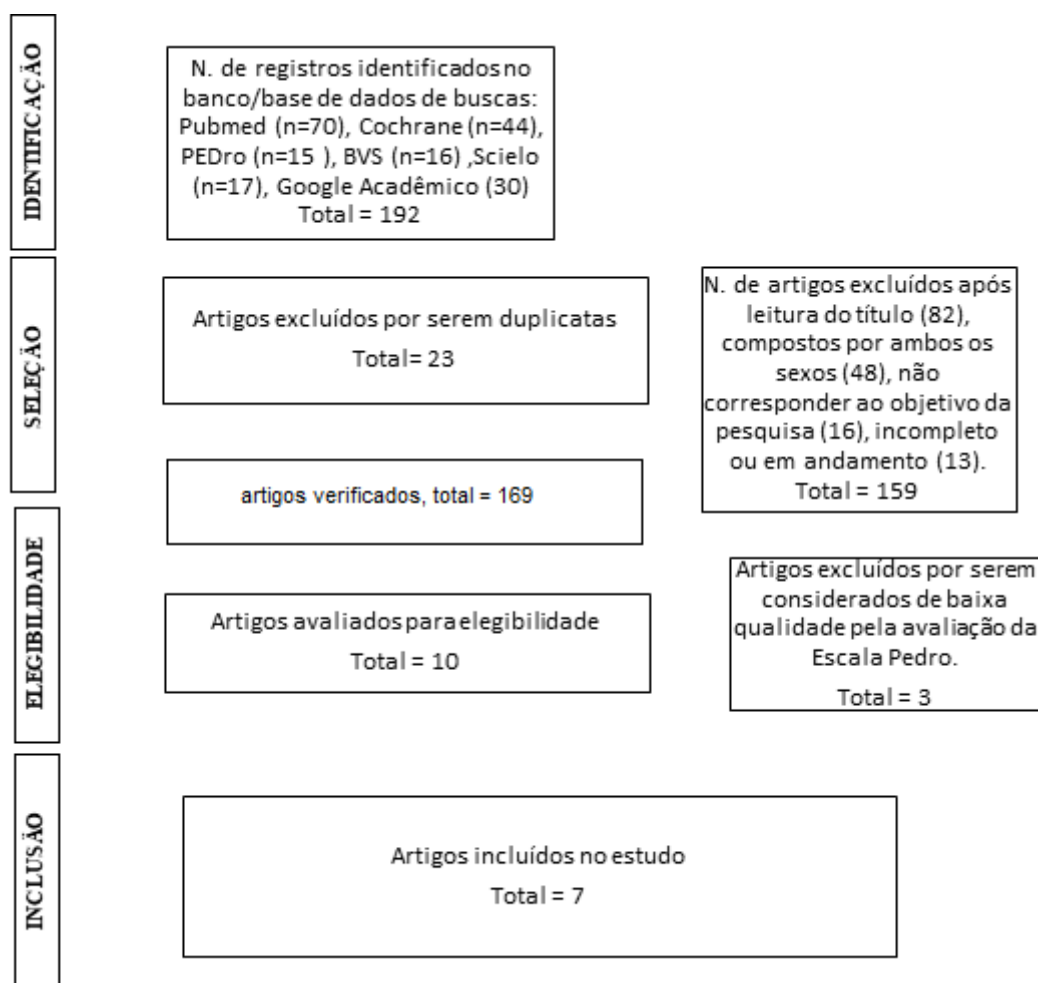 IDENTIFICAÇÃO
N. de registros identificados no
banco/base de dados de buscas:
Pubmed (n=70), Cochrane (n=44),
PEDro (n=15 ), BVS (n=16) ,Scielo
(n=17), Google Acadêmico (30)
Total = 192
SELEÇÃO
Artigos excluídos por serem duplicatas
Total= 23
N. de artigos excluídos após
leitura do título (82),
compostos por ambos os
sexos (48), não
corresponder ao objetivo da
pesquisa (16), incompleto
ou em andamento (13).
Total = 159
artigos verificados, total = 169
ELEGIBILIDADE
Artigos avaliados para elegibilidade
Total = 10
Artigos excluídos por serem
considerados de baixa
qualidade pela avaliação da
Escala Pedro.
Total = 3
INCLUSÃO
Artigos incluídos no estudo
Total = 7